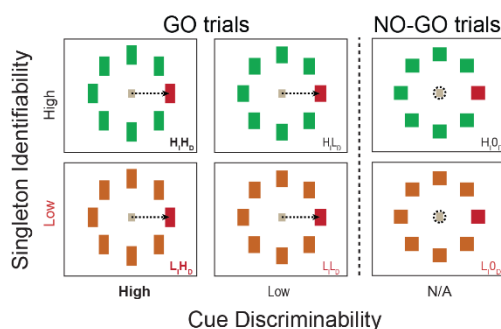 GO trials
NO-GO trials
Singleton Identifiability
High
Low
HIHD
HILD
HI0D
LIHD
LILD
LI0D
High
Low
N/A
Cue Discriminability